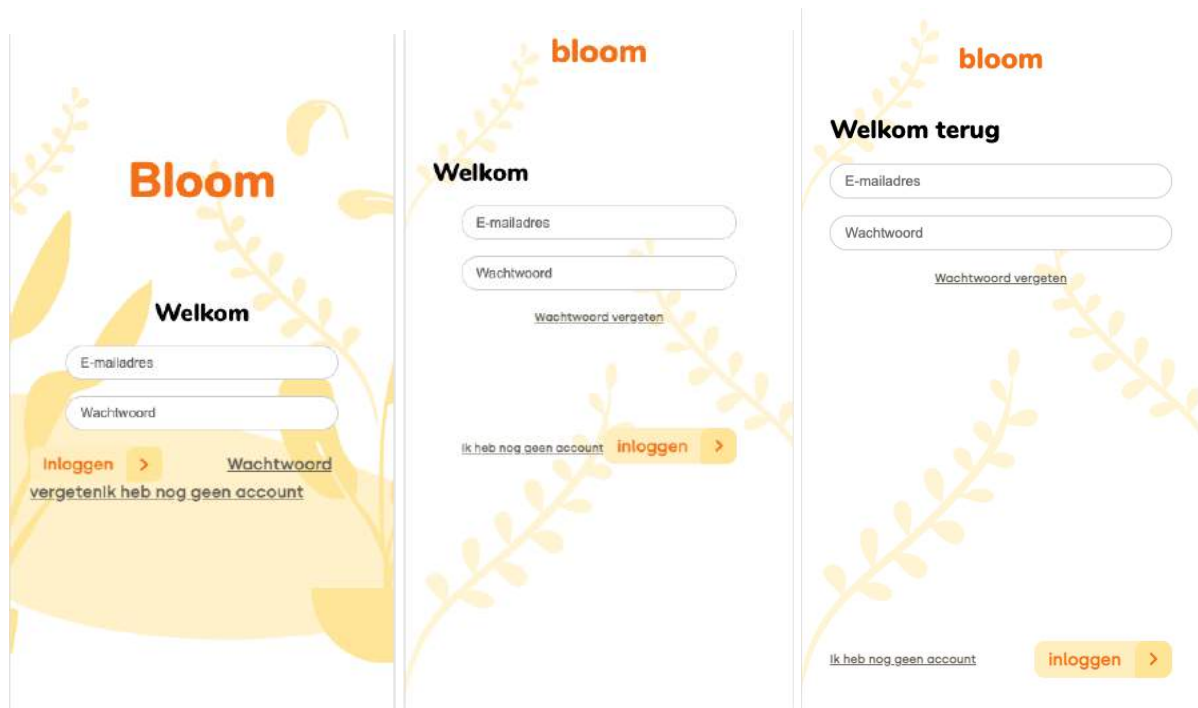 Bloom
Welkom
E-mailadres
Wachtwoord
Inloggen >
Wachtwoord
vergetenIk heb nog geen account
bloom
Welkom
E-mailadres
Wachtwoord
Wachtwoord vergeten
Ik heb nog geen account
inloggen >
bloom
Welkom terug
E-mailadres
Wachtwoord
Wachtwoord vergeten
Ik heb nog geen account
inloggen >